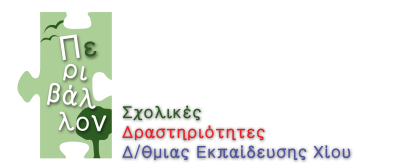 Πε
ρι
βάλ
λον
Σχολικές
Δραστηριότητες
Δ/θμιας Εκπαίδευσης Χίου